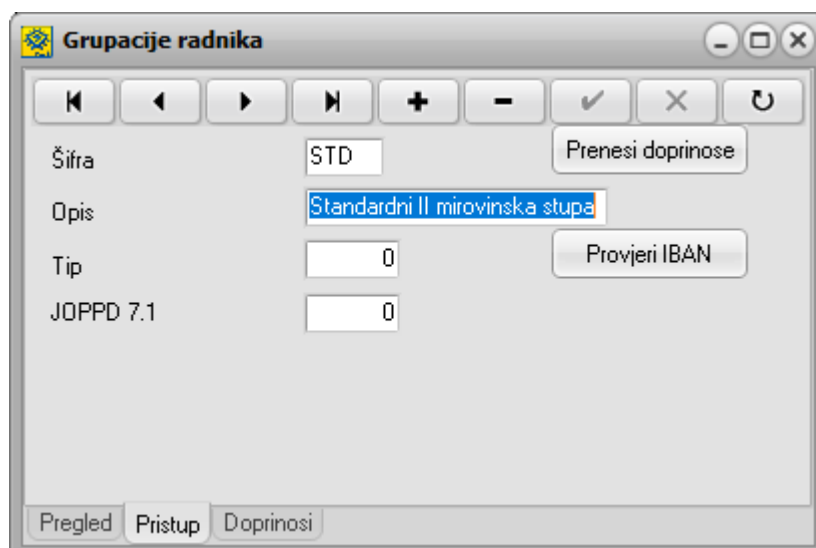 Grupacije radnika
Šifra
STD
Prenesi doprinose
Opis
Standardni II mirovinska stupa
Tip
0
Provjeri IBAN
JOPPD 7.1
0
Pregled
Pristup
Doprinosi